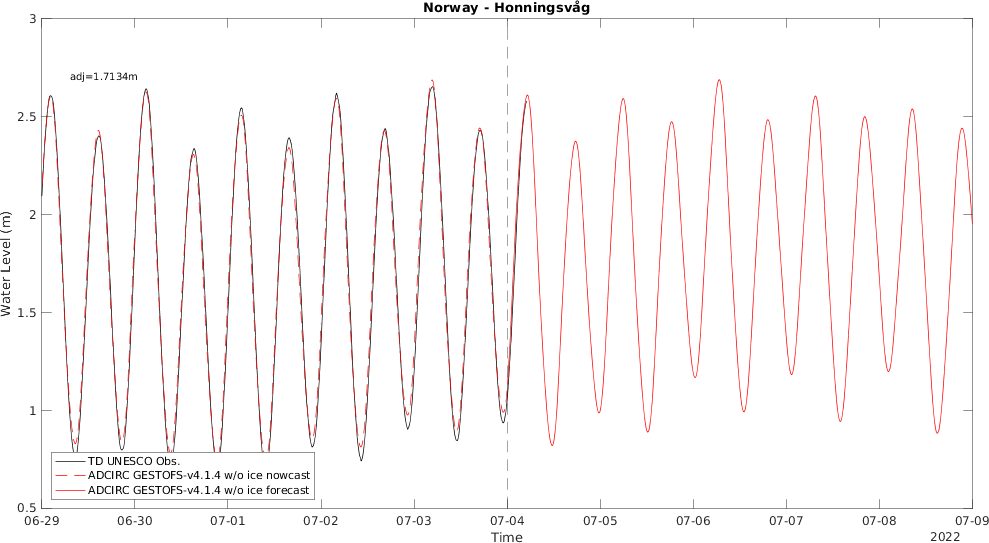 Norway - Honningsvåg
3
adj=1.7134m
2.5
2
Water Level (m)
1.5
1
TD UNESCO Obs.
ADCIRC GESTOFS-v4.1.4 w/o ice nowcast
ADCIRC GESTOFS-v4.1.4 w/o ice forecast
0.5
06-29 06-30 07-01 07-02 07-03 07-04 07-05 07-06 07-07 07-08 07-09
Time
2022